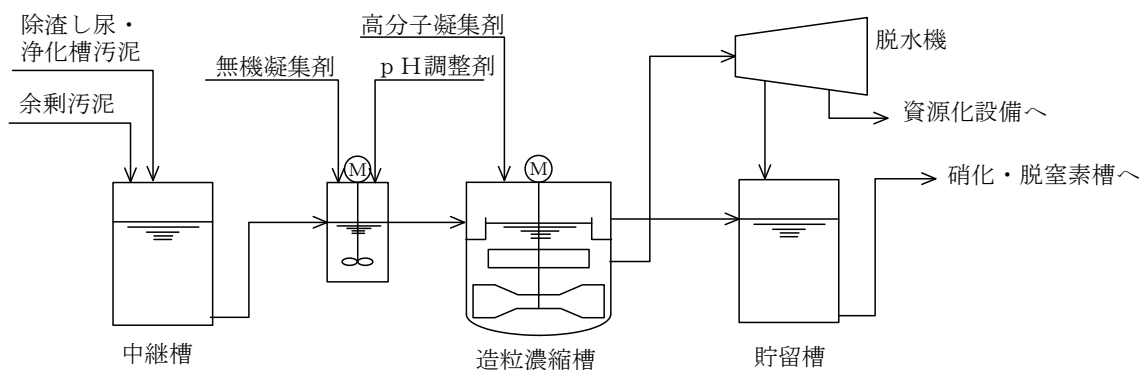 除渣し尿・
浄化槽汚泥
余剰汚泥
無機凝集剤
ｐＨ調整剤
高分子凝集剤
脱水機
資源化設備へ
硝化・脱窒素槽へ
M
M
中継槽
造粒濃縮槽
貯留槽